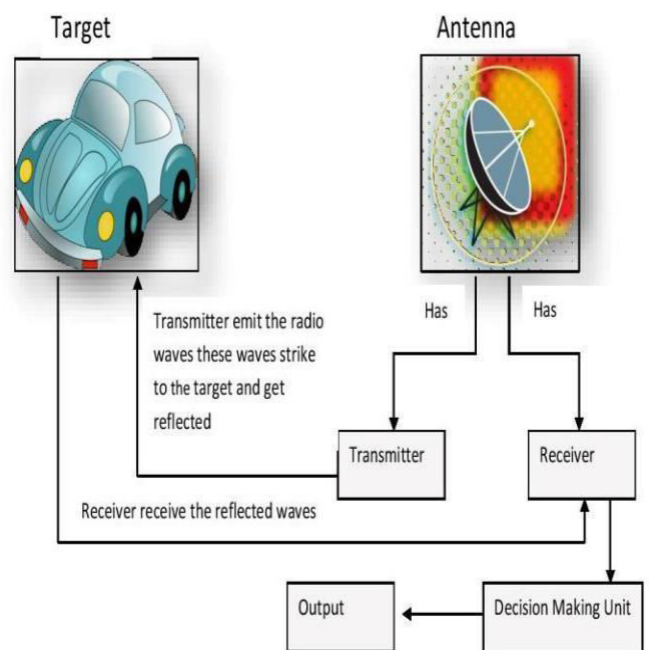 Target
Antenna
Has
Has
Transmitter emit the radio
waves these waves strike
to the target and get
reflected
Transmitter
Receiver
Receiver receive the reflected waves
Output
Decision Making Unit